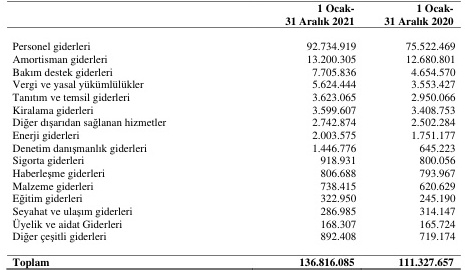 1 Ocak- 1 Ocak-
31 Aralık 2021 31 Aralık 2020
Personel giderleri 92.734.919 75.522.469
Amortisman giderleri 13.200.305 12.680.801
Bakım destek giderleri 7.705.836 4.654.570
Vergi ve yasal yükümlülükler 5.624.444 3.553.427
Tanıtım ve temsil giderleri 3.623.065 2.950.066
Kiralama giderleri 3.599.607 3.408.753
Diğer dışarıdan sağlanan hizmetler 2.742.874 2.502.284
Enerji giderleri 2.003.575 1.751.177
Denetim danışmanlık giderleri 1.446.776 645.223
Sigorta giderleri 918.931 800.056
Haberleşme giderleri 806.688 793.967
Malzeme giderleri 738.415 620.629
Eğitim giderleri 322.950 245.190
Seyahat ve ulaşım giderleri 286.985 314.147
Üyelik ve aidat Giderleri 168.307 165.724
Diğer çeşitli giderleri 892.408 719.174
Toplam 136.816.085 111.327.657